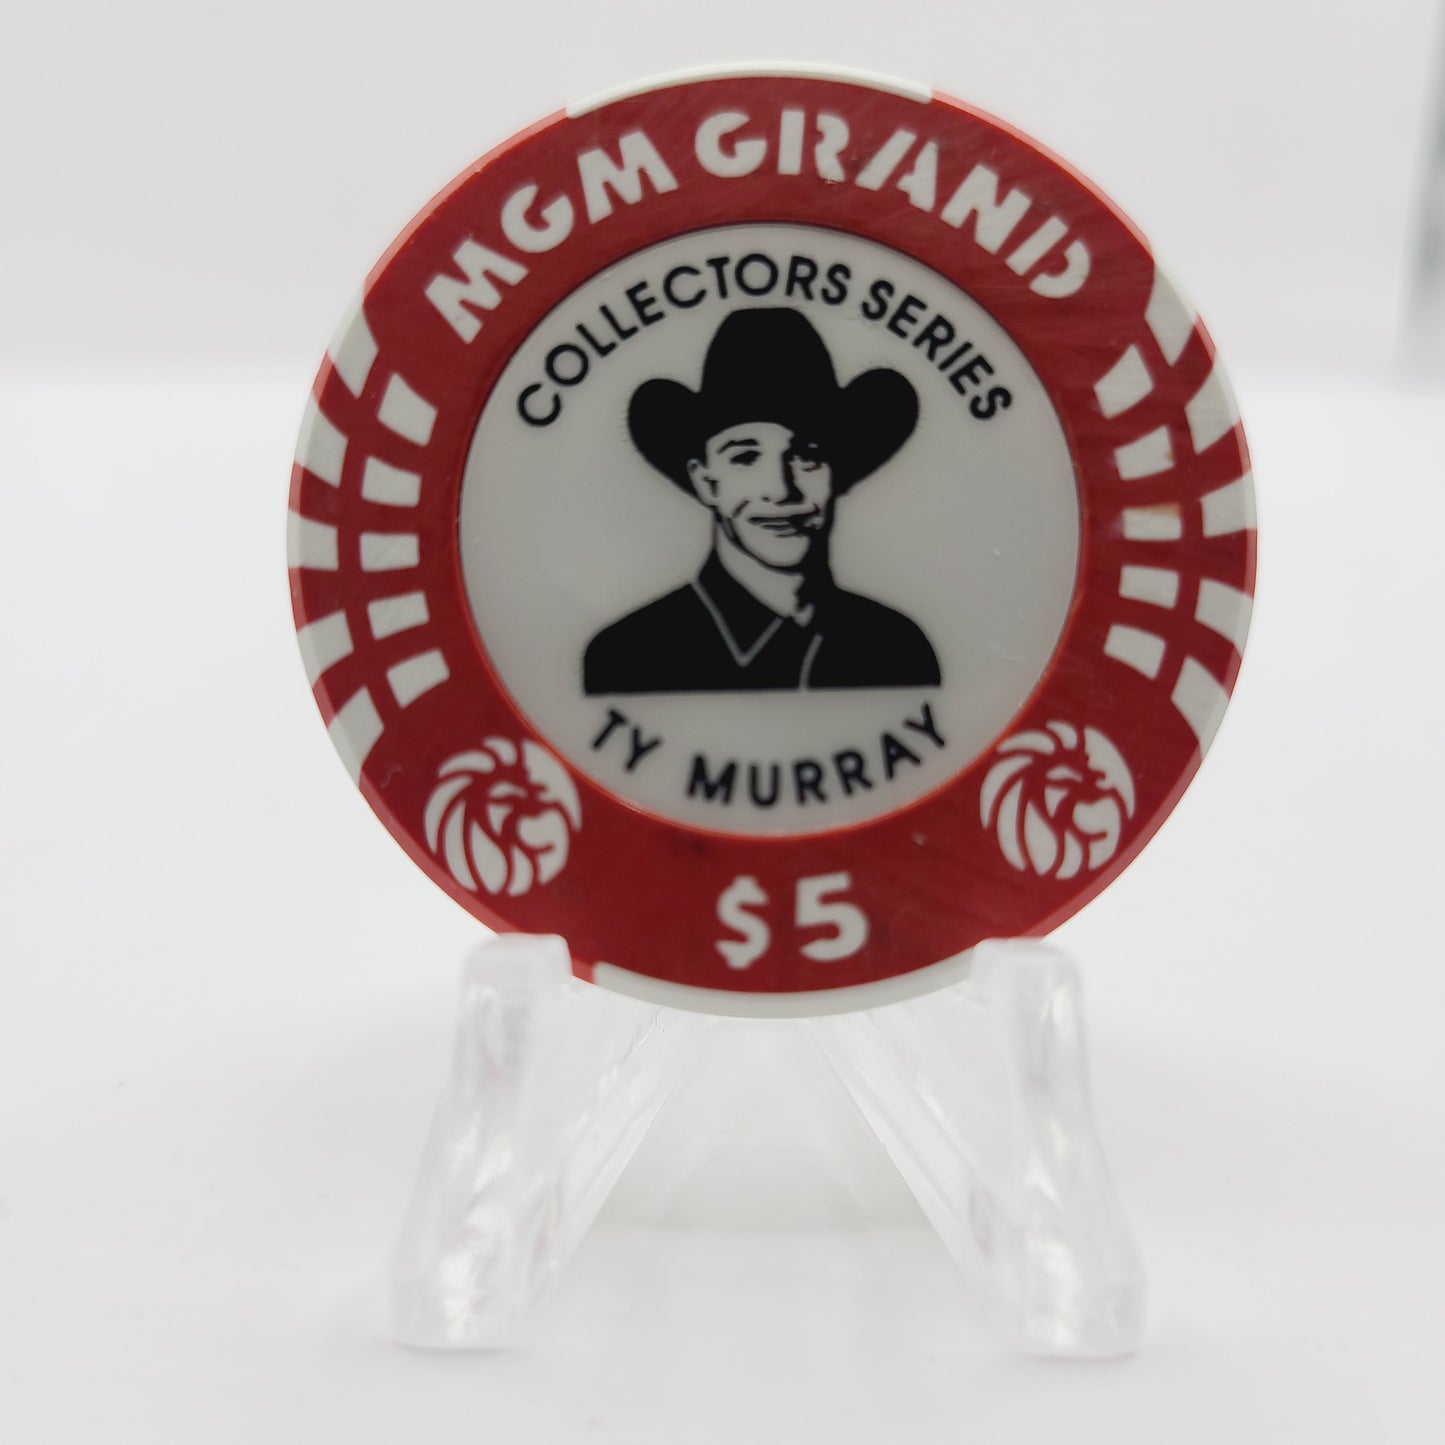 MGM GRAND
COLLECTORS SERIES
TY MURRAY
$5